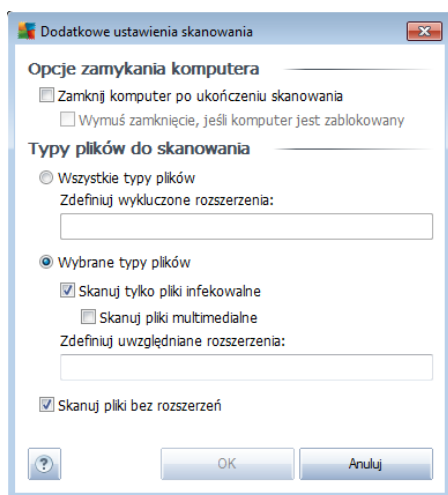 Dodatkowe ustawienia skanowania
Opcje zamykania komputera
Zamknij komputer po ukończeniu skanowania
Wymuś zamknięcie, jeśli komputer jest zablokowany
Typy plików do skanowania
Wszystkie typy plików
Zdefiniuj wykluczone rozszerzenia:
Wybrane typy plików
Skanuj tylko pliki infekowalne
Skanuj pliki multimedialne
Zdefiniuj uwzględniane rozszerzenia:
Skanuj pliki bez rozszerzeń
? OK Anuluj